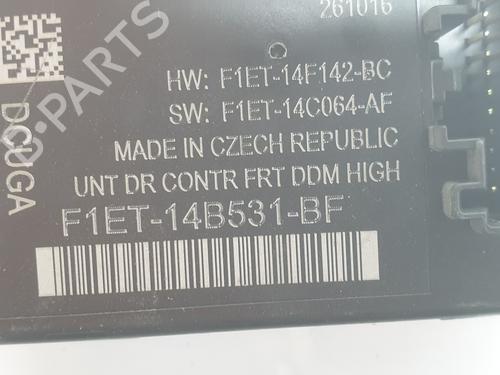 261016
HW: F1ET-14F142-BC
SW: F1ET-14C064-AF
MADE IN CZECH REPUBLIC
UNT DR CONTR FRT DDM HIGH
F1ET-14B531-BF
DCUGA
B-PARTS